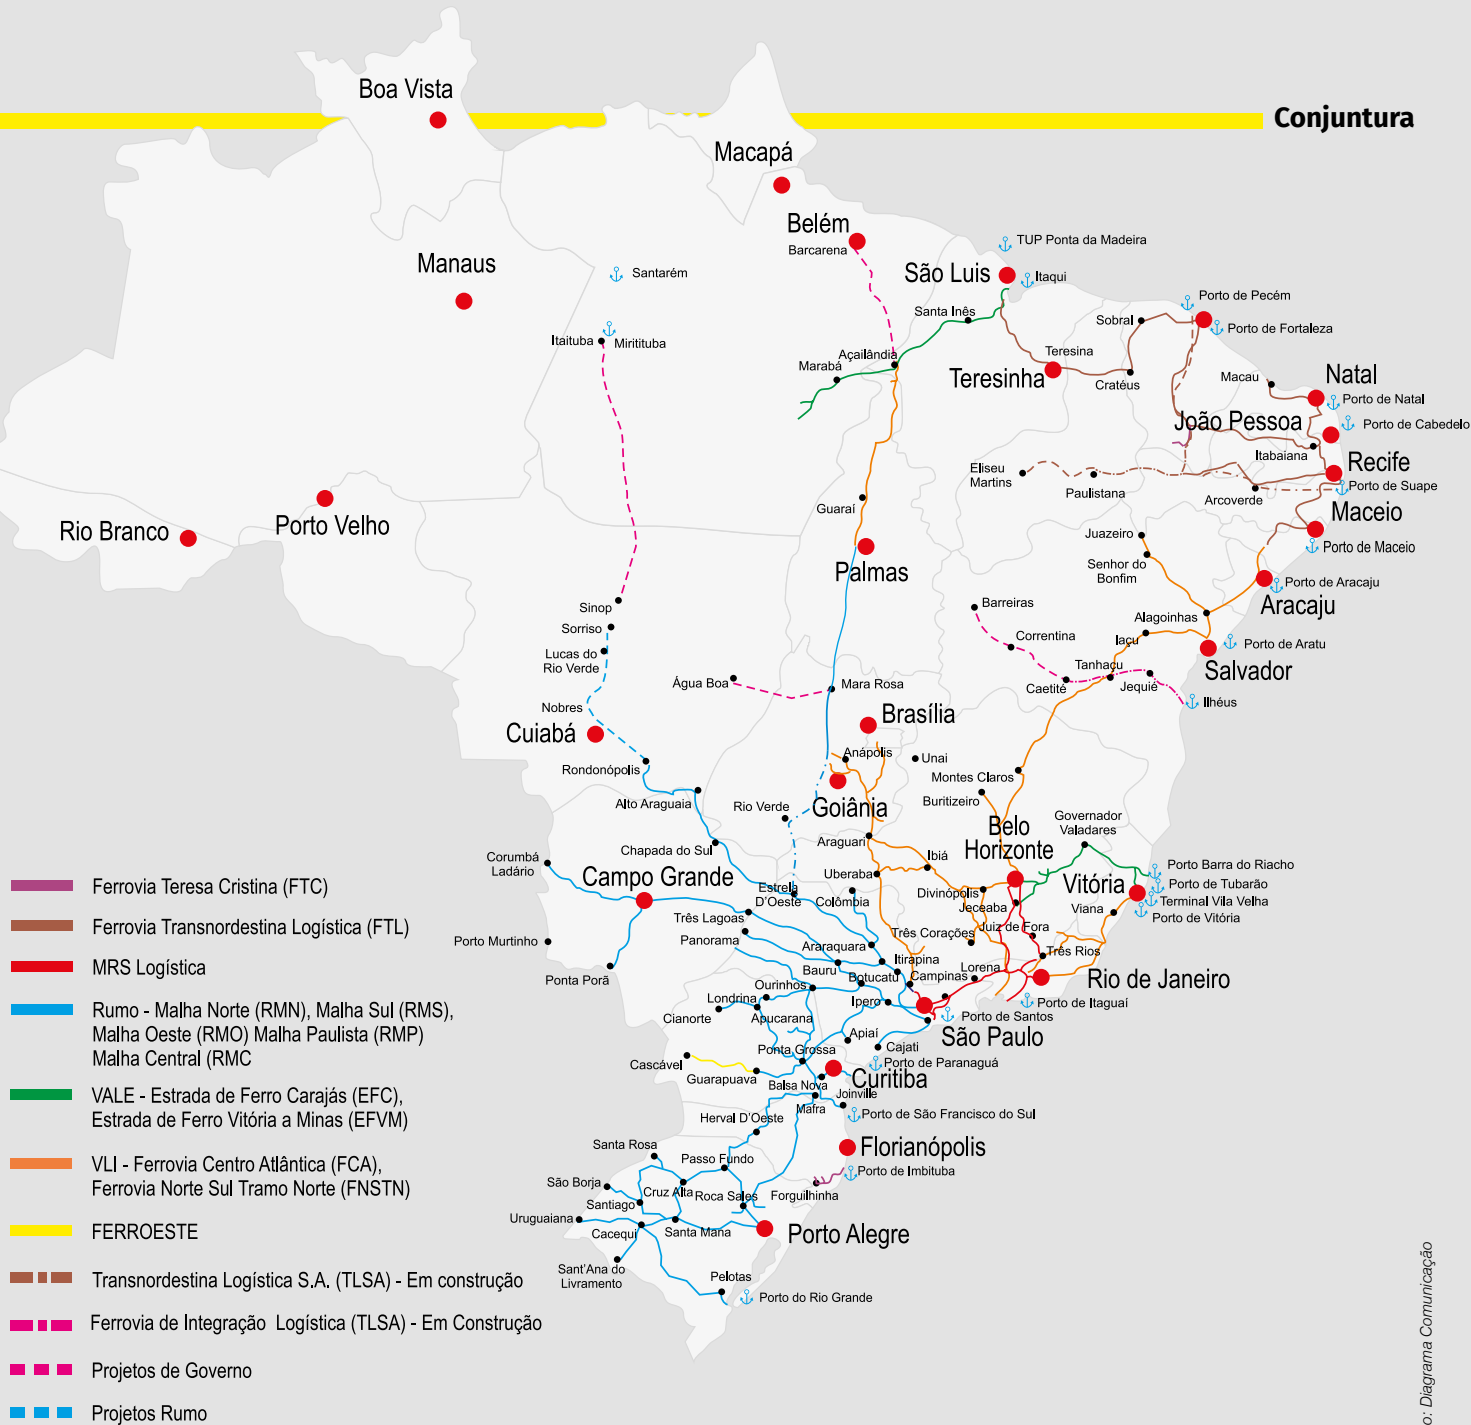 Conjuntura
Boa Vista
Macapá
Belém
Barcarena
TUP Ponta da Madeira
São Luis
Itaqui
Manaus
Santarém
Santa Inês
Porto de Pecém
Sobral
Porto de Fortaleza
Itaituba
Miritituba
Açailândia
Marabá
Teresina
Teresinha
Cratéus
Macau
Natal
Porto de Natal
João Pessoa
Porto de Cabedelo
Itabaiana
Eliseu
Martins
Paulistana
Recife
Porto de Suape
Arcoverde
Guaraí
Maceio
Porto de Maceio
Rio Branco
Porto Velho
Juazeiro
Senhor do
Bonfim
Palmas
Porto de Aracaju
Aracaju
Sinop
Sorriso
Barreiras
Alagoinhas
Correntina
Iaçu
Porto de Aratu
Lucas do
Rio Verde
Tanhaçu
Salvador
Água Boa
Mara Rosa
Caetité
Jequié
Ilhéus
Nobres
Cuiabá
Brasília
Anápolis
Unai
Rondonópolis
Montes Claros
Alto Araguaia
Rio Verde
Goiânia
Buritizeiro
Governador
Valadares
Belo
Horizonte
Araguari
Chapada do Sul
Ibiá
Corumbá
Ladário
Campo Grande
Uberaba
Porto Barra do Riacho
Vitória
Porto de Tubarão
Estrela
D'Oeste
Colômbia
Divinópolis
Jeceaba
Terminal Vila Velha
Viana
Porto de Vitória
Três Lagoas
Panorama
Três Corações
Juiz de Fora
Porto Murtinho
Araraquara
Itirapina
Três Rios
Ponta Porã
Bauru
Botucatu
Campinas
Lorena
Rio de Janeiro
Ourinhos
Londrina
Ipero
Porto de Itaguaí
Cianorte
Apucarana
Porto de Santos
São Paulo
Apiaí
Cajati
Ponta Grossa
Cascável
Guarapuava
Porto de Paranaguá
Curitiba
Balsa Nova
Joinville
Mafra
Herval D'Oeste
Porto de São Francisco do Sul
Santa Rosa
Florianópolis
Passo Fundo
Porto de Imbituba
São Borja
Cruz Alta
Roca Sales
Forguilhinha
Santiago
Uruguaiana
Cacequi
Santa Mana
Porto Alegre
Sant'Ana do
Livramento
Pelotas
Porto do Rio Grande
Ferrovia Teresa Cristina (FTC)
Ferrovia Transnordestina Logística (FTL)
MRS Logística
Rumo - Malha Norte (RMN), Malha Sul (RMS),
Malha Oeste (RMO) Malha Paulista (RMP)
Malha Central (RMC
VALE - Estrada de Ferro Carajás (EFC),
Estrada de Ferro Vitória a Minas (EFVM)
VLI - Ferrovia Centro Atlântica (FCA),
Ferrovia Norte Sul Tramo Norte (FNSTN)
FERROESTE
Transnordestina Logística S.A. (TLSA) - Em construção
Ferrovia de Integração Logística (TLSA) - Em Construção
Projetos de Governo
Projetos Rumo
o: Diagrama Comunicação